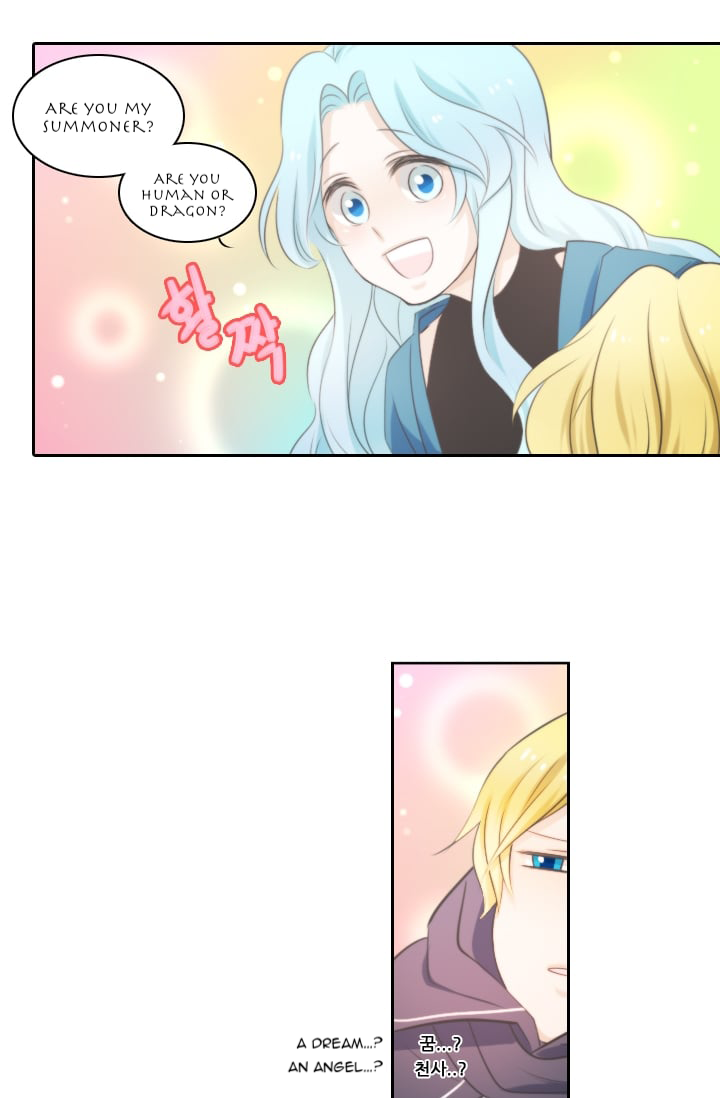 ARE YOU MY
SUMMONER?
ARE YOU
HUMAN OR
DRAGON?
활짝
A DREAM...?
AN ANGEL...?
꿈...?
천사..?